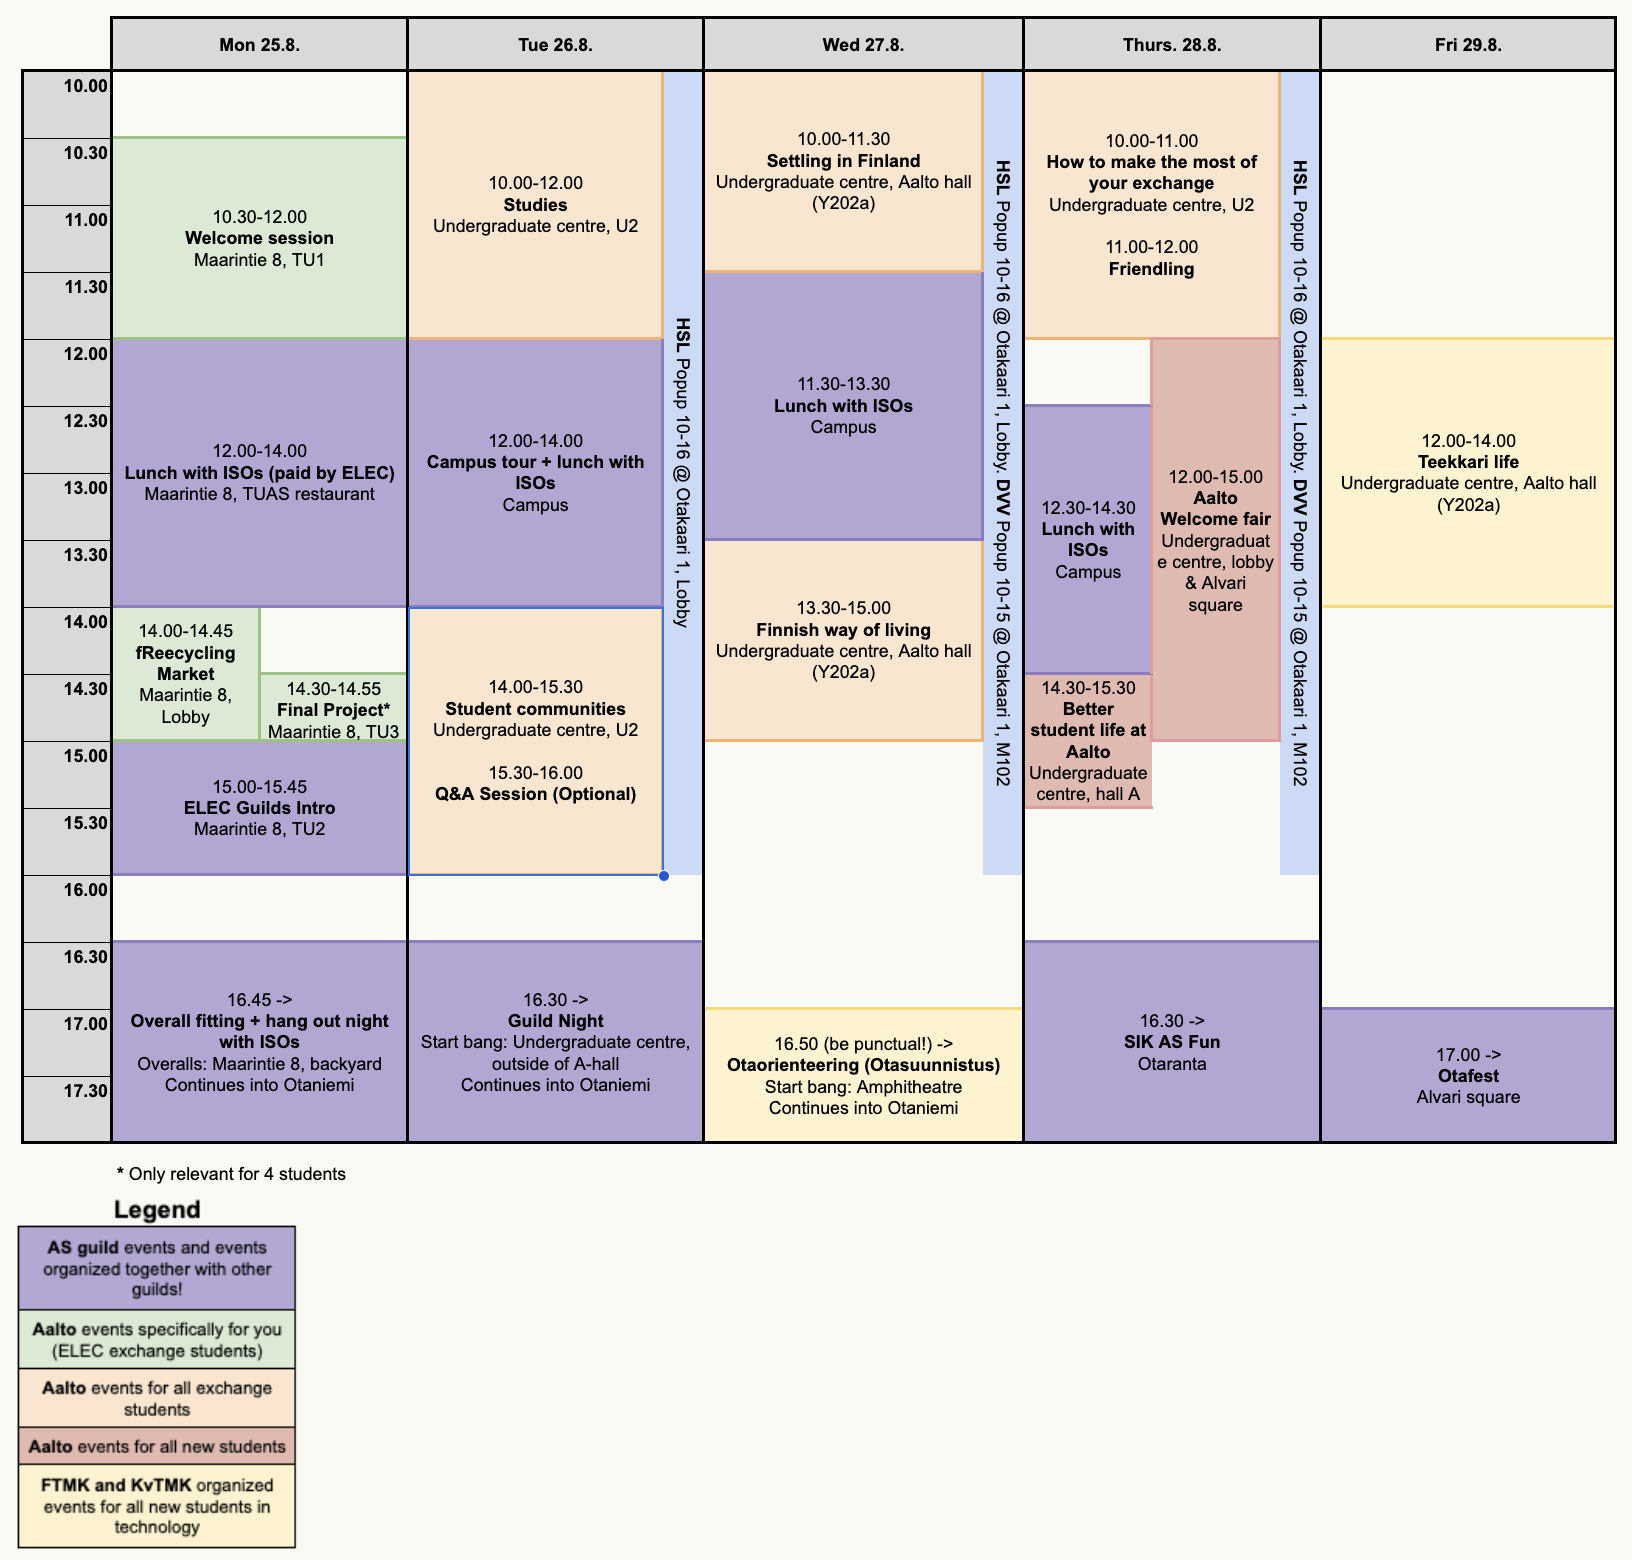 Mon 25.8.
Tue 26.8.
Wed 27.8.
Thurs. 28.8.
Fri 29.8.
10.00
10.30
11.00
11.30
12.00
12.30
13.00
13.30
14.00
14.30
15.00
15.30
16.00
16.30
17.00
17.30
10.30-12.00
Welcome session
Maarintie 8, TU1
12.00-14.00
Lunch with ISOs (paid by ELEC)
Maarintie 8, TUAS restaurant
14.00-14.45
fReecycling
Market
Maarintie 8,
Lobby
14.30-14.55
Final Project*
Maarintie 8, TU3
15.00-15.45
ELEC Guilds Intro
Maarintie 8, TU2
16.45 ->
Overall fitting + hang out night
with ISOs
Overalls: Maarintie 8, backyard
Continues into Otaniemi
10.00-12.00
Studies
Undergraduate centre, U2
12.00-14.00
Campus tour + lunch with
ISOs
Campus
14.00-15.30
Student communities
Undergraduate centre, U2
15.30-16.00
Q&A Session (Optional)
HSL Popup 10-16 @ Otakaari 1, Lobby
16.30 ->
Guild Night
Start bang: Undergraduate centre,
outside of A-hall
Continues into Otaniemi
10.00-11.30
Settling in Finland
Undergraduate centre, Aalto hall
(Y202a)
11.30-13.30
Lunch with ISOs
Campus
13.30-15.00
Finnish way of living
Undergraduate centre, Aalto hall
(Y202a)
HSL Popup 10-16 @ Otakaari 1, Lobby. DVV Popup 10-15 @ Otakaari 1, M102
16.50 (be punctual!) ->
Otaorienteering (Otasuunnistus)
Start bang: Amphitheatre
Continues into Otaniemi
10.00-11.00
How to make the most of
your exchange
Undergraduate centre, U2
11.00-12.00
Friendling
12.30-14.30
Lunch with
ISOs
Campus
12.00-15.00
Aalto
Welcome fair
Undergraduat
e centre, lobby
& Alvari
square
14.30-15.30
Better
student life at
Aalto
Undergraduate
centre, hall A
HSL Popup 10-16 @ Otakaari 1, Lobby. DVV Popup 10-15 @ Otakaari 1, M102
16.30 ->
SIK AS Fun
Otaranta
12.00-14.00
Teekkari life
Undergraduate centre, Aalto hall
(Y202a)
17.00 ->
Otafest
Alvari square
* Only relevant for 4 students
Legend
AS guild events and events
organized together with other
guilds!
Aalto events specifically for you
(ELEC exchange students)
Aalto events for all exchange
students
Aalto events for all new students
FTMK and KvTMK organized
events for all new students in
technology